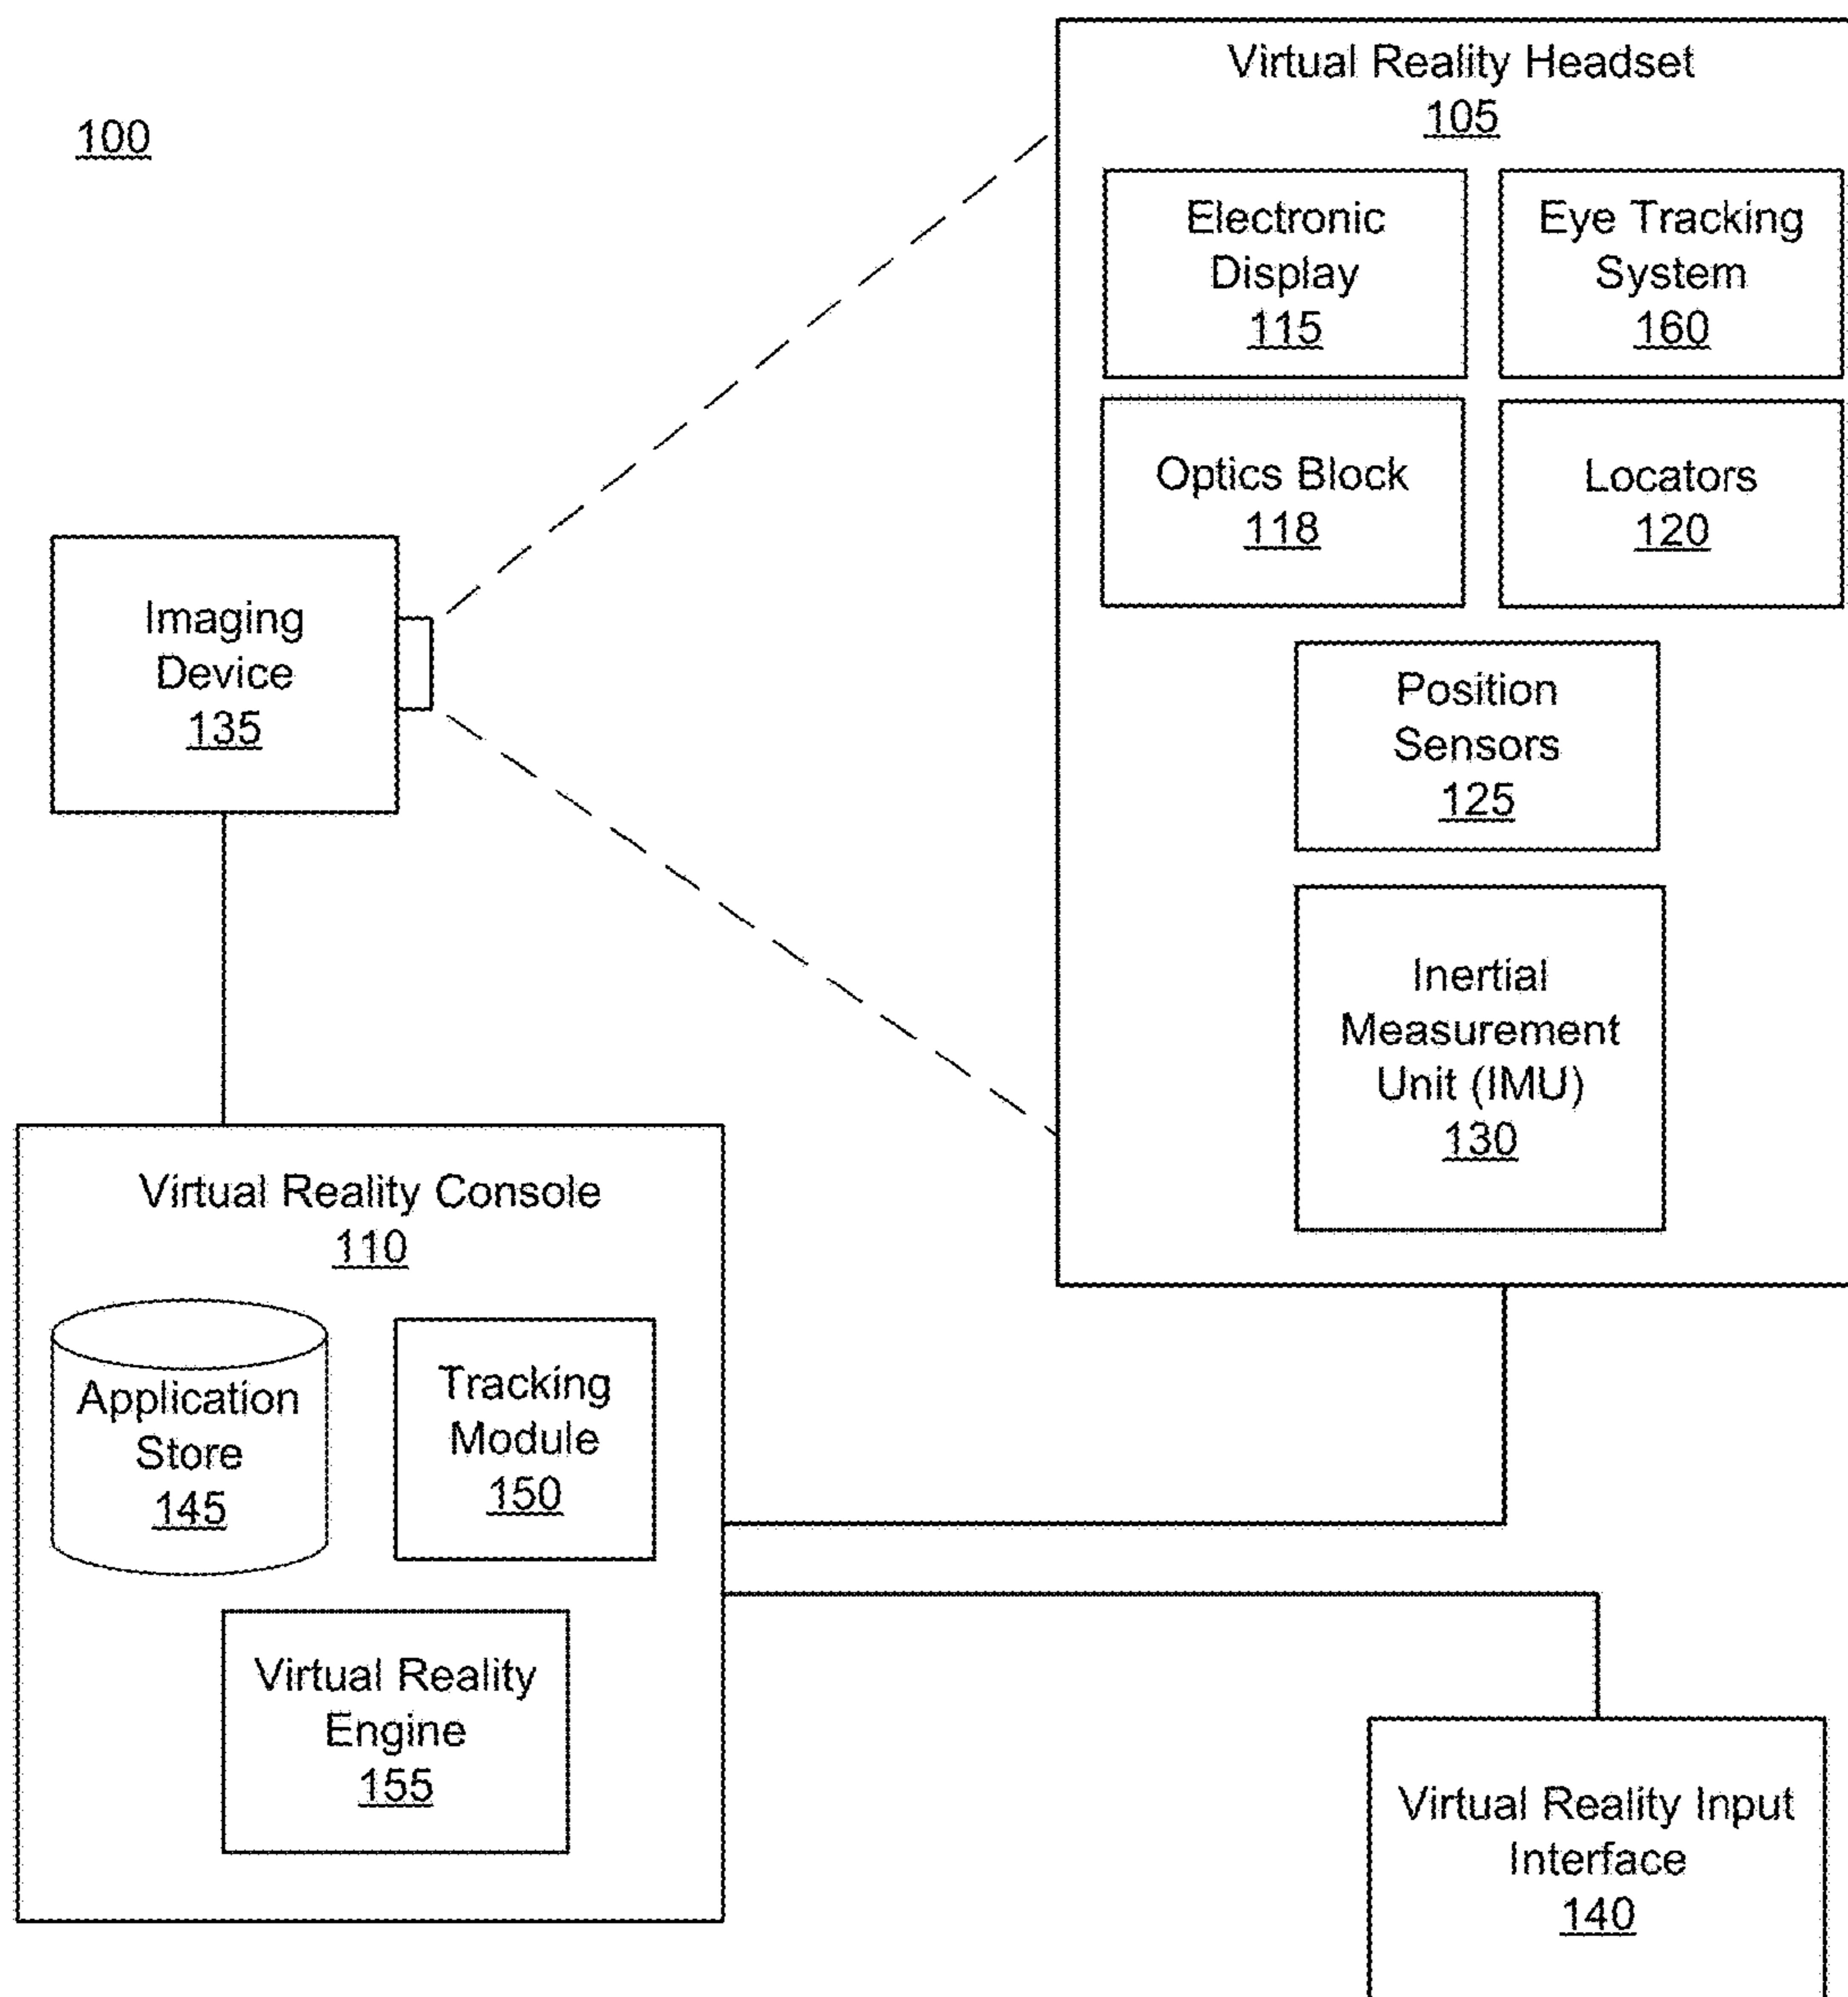 100
Virtual Reality Headset
105
Electronic
Display
115
Eye Tracking
System
160
Optics Block
118
Locators
120
Position
Sensors
125
Inertial
Measurement
Unit (IMU)
130
Imaging
Device
135
Virtual Reality Console
110
Application
Store
145
Tracking
Module
150
Virtual Reality
Engine
155
Virtual Reality Input
Interface
140